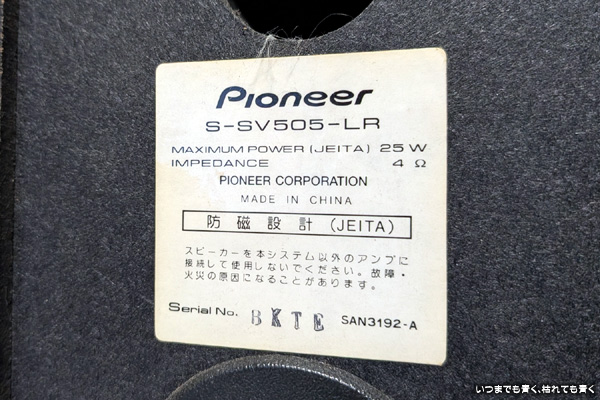 Pioneer
S-SV505-LR
MAXIMUM POWER (JEITA) 25 W
IMPEDANCE 4 Ω
PIONEER CORPORATION
MADE IN CHINA
防磁設計 (JEITA)
スピーカーを本システム以外のアンプに
接続して使用しないでください。故障・
火災の原因になることがあります。
Serial No. BKTE SAN3192-A
いつまでも青く、枯れても青く